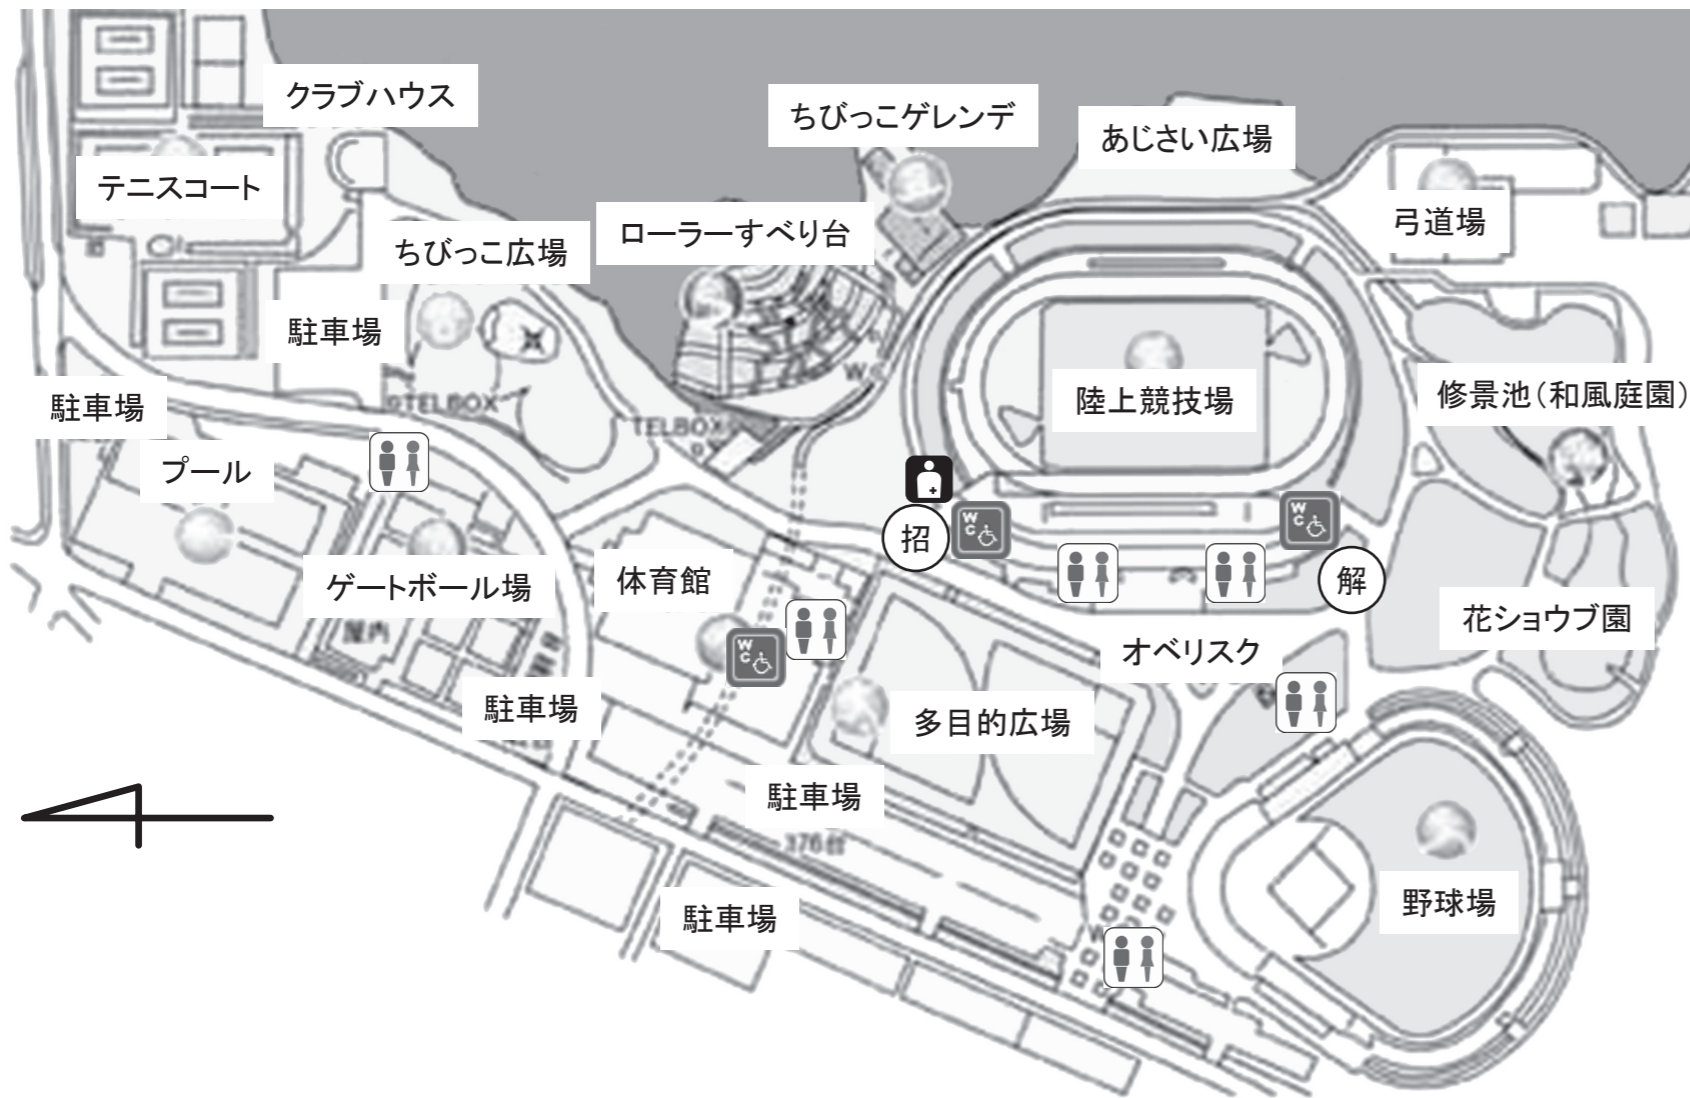 クラブハウス
ちびっこゲレンデ
あじさい広場
テニスコート
ローラーすべり台
弓道場
ちびっこ広場
駐車場
TELBOX
TELBOX
W.C
陸上競技場
修景池(和風庭園)
駐車場
プール
招
WC
WC
解
ゲートボール場
屋内
体育館
WC
オベリスク
花ショウブ園
駐車場
多目的広場
駐車場
376台
駐車場
野球場